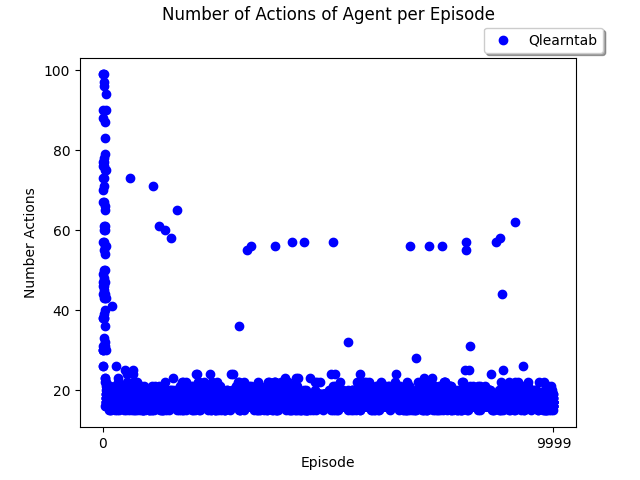 Number of Actions of Agent per Episode
Qlearntab
100
80
60
40
20
Number Actions
0
9999
Episode